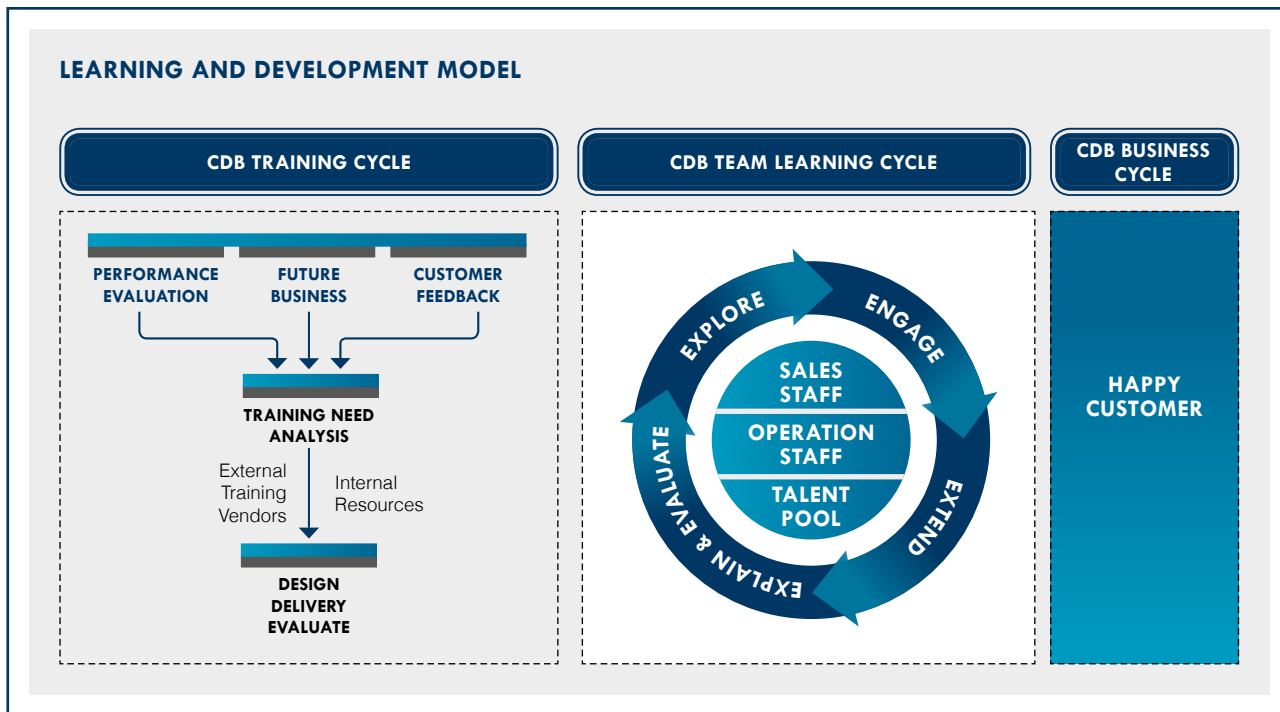 LEARNING AND DEVELOPMENT MODEL
CDB TRAINING CYCLE
PERFORMANCE
EVALUATION
FUTURE
BUSINESS
CUSTOMER
FEEDBACK
TRAINING NEED
ANALYSIS
External
Training
Vendors
Internal
Resources
DESIGN
DELIVERY
EVALUATE
CDB TEAM LEARNING CYCLE
EXPLORE
ENGAGE
EXTEND
EXPLAIN & EVALUATE
SALES
STAFF
OPERATION
STAFF
TALENT
POOL
CDB BUSINESS
CYCLE
HAPPY
CUSTOMER